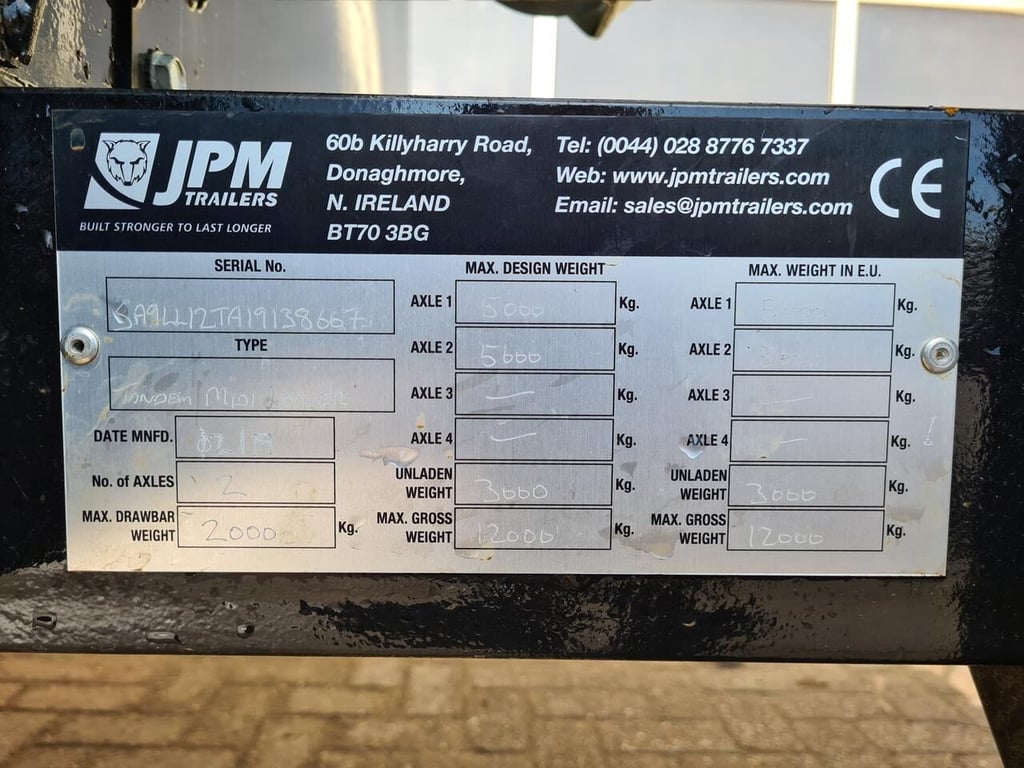 JPM
TRAILERS
BUILT STRONGER TO LAST LONGER
60b Killyharry Road,
Donaghmore,
N. IRELAND
BT70 3BG
Tel: (0044) 028 8776 7337
Web: www.jpmtrailers.com
Email: sales@jpmtrailers.com
CE
SERIAL No.
SA9LL12TA19138667
TYPE
TANDEM MIDI
DATE MNFD.
No. of AXLES 2
MAX. DRAWBAR
WEIGHT 2000 Kg.
MAX. DESIGN WEIGHT
AXLE 1 5000 Kg.
AXLE 2 5000 Kg.
AXLE 3 — Kg.
AXLE 4 — Kg.
UNLADEN
WEIGHT 3000 Kg.
MAX. GROSS
WEIGHT 12000 Kg.
MAX. WEIGHT IN E.U.
AXLE 1 5000 Kg.
AXLE 2 Kg.
AXLE 3 — Kg.
AXLE 4 — Kg.
UNLADEN
WEIGHT 3000 Kg.
MAX. GROSS
WEIGHT 12000 Kg.